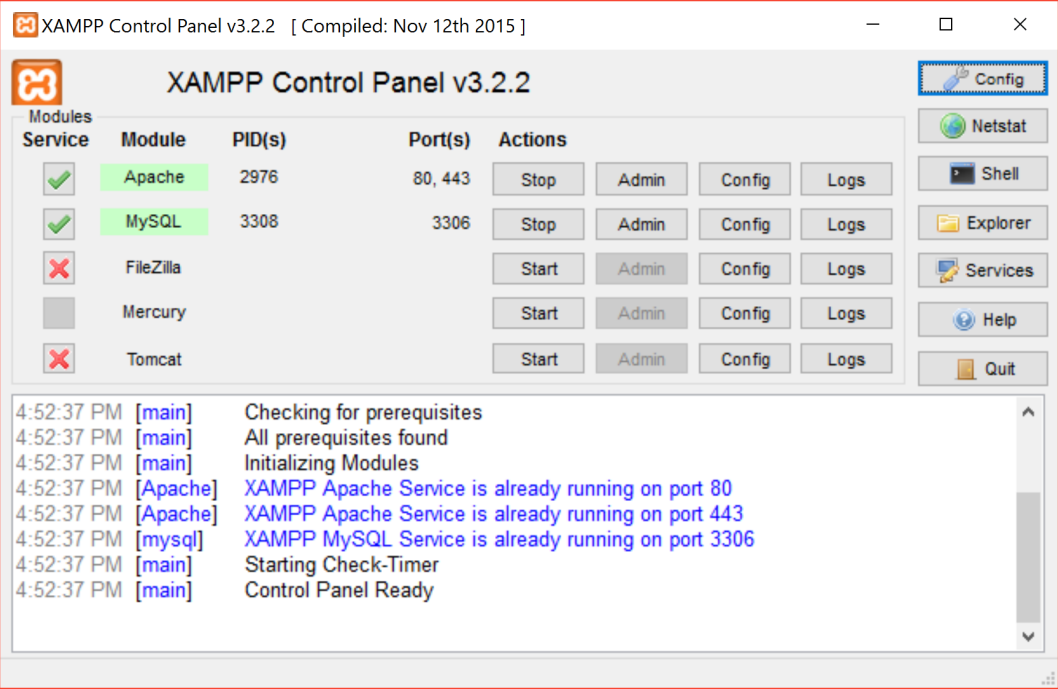 XAMPP Control Panel v3.2.2 [ Compiled: Nov 12th 2015 ]
XAMPP Control Panel v3.2.2
Config
Netstat
Shell
Explorer
Services
Help
Quit
Modules
Service Module PID(s) Port(s) Actions
Apache 2976 80, 443 Stop Admin Config Logs
MySQL 3308 3306 Stop Admin Config Logs
FileZilla Start Admin Config Logs
Mercury Start Admin Config Logs
Tomcat Start Admin Config Logs
4:52:37 PM [main] Checking for prerequisites
4:52:37 PM [main] All prerequisites found
4:52:37 PM [main] Initializing Modules
4:52:37 PM [Apache] XAMPP Apache Service is already running on port 80
4:52:37 PM [Apache] XAMPP Apache Service is already running on port 443
4:52:37 PM [mysql] XAMPP MySQL Service is already running on port 3306
4:52:37 PM [main] Starting Check-Timer
4:52:37 PM [main] Control Panel Ready